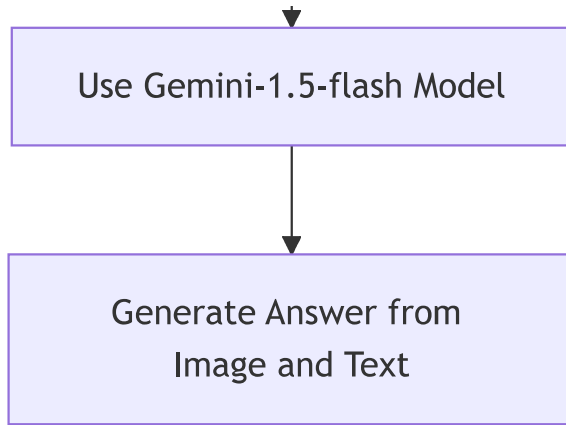 Use Gemini-1.5-flash Model
Generate Answer from
Image and Text